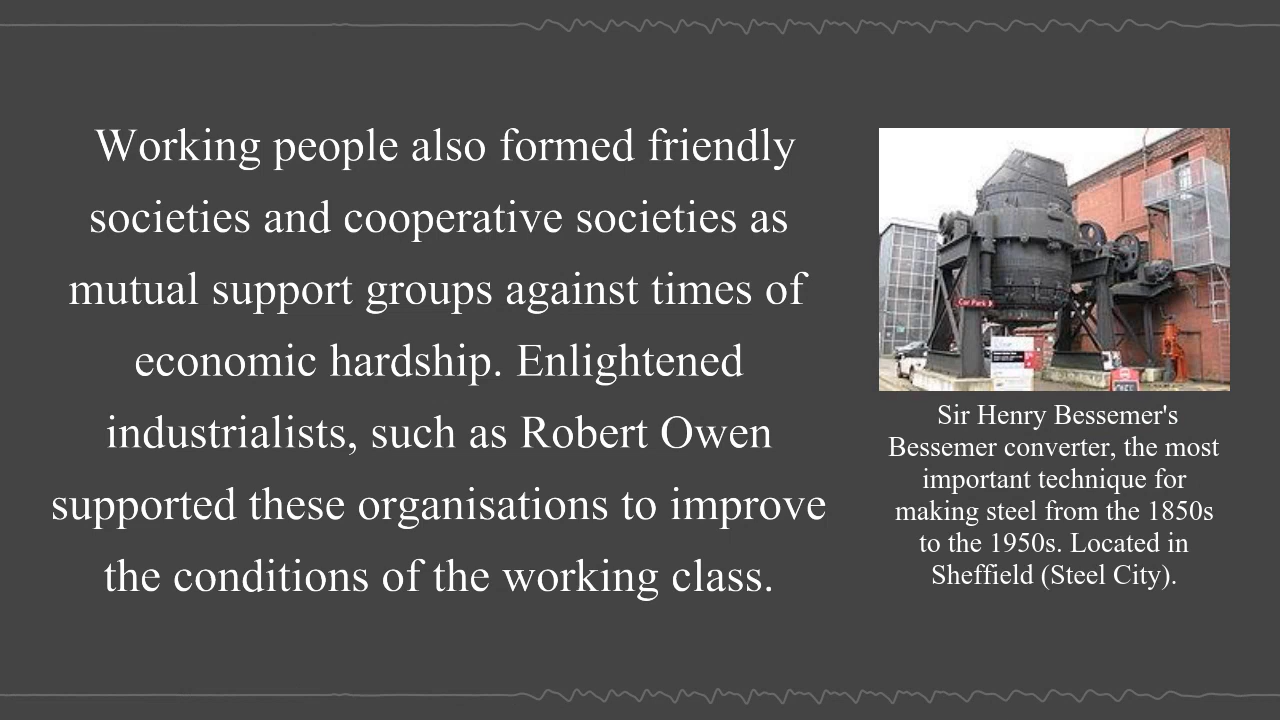 Working people also formed friendly
societies and cooperative societies as
mutual support groups against times of
economic hardship. Enlightened
industrialists, such as Robert Owen
supported these organisations to improve
the conditions of the working class.
Car Park
Sir Henry Bessemer's
Bessemer converter, the most
important technique for
making steel from the 1850s
to the 1950s. Located in
Sheffield (Steel City).